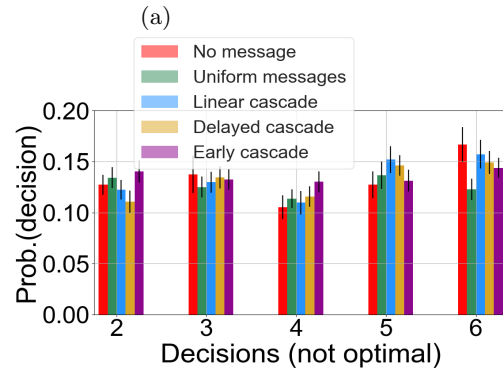 (a)
No message
Uniform messages
Linear cascade
Delayed cascade
Early cascade
0.20
0.15
0.10
0.05
0.00
Prob.(decision)
2 3 4 5 6
Decisions (not optimal)